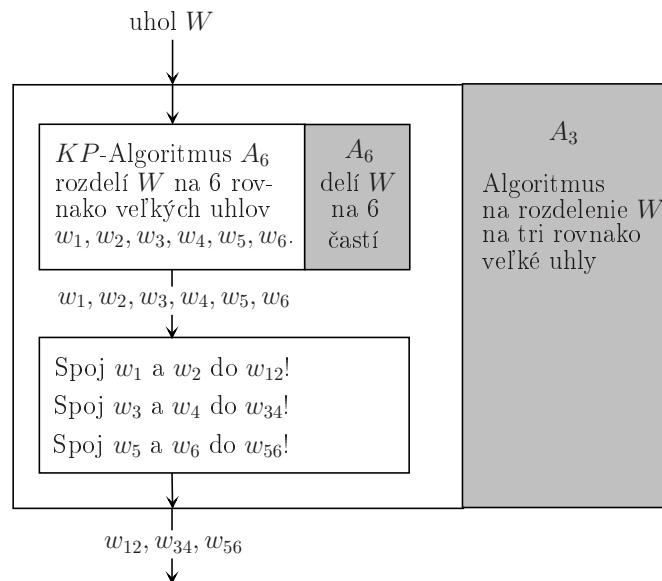 uhol W
KP-Algoritmus A₆
rozdelí W na 6 rov-
nako veľkých uhlov
w₁, w₂, w₃, w₄, w₅, w₆.
A₆
delí W
na 6
častí
A₃
Algoritmus
na rozdelenie W
na tri rovnako
veľké uhly
w₁, w₂, w₃, w₄, w₅, w₆
Spoj w₁ a w₂ do w₁₂!
Spoj w₃ a w₄ do w₃₄!
Spoj w₅ a w₆ do w₅₆!
w₁₂, w₃₄, w₅₆